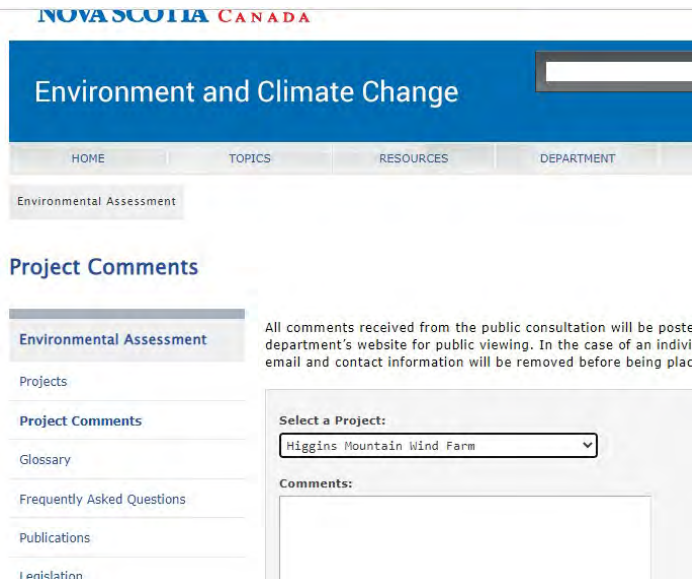 NOVA SCOTIA CANADA
Environment and Climate Change
HOME TOPICS RESOURCES DEPARTMENT
Environmental Assessment
Project Comments
Environmental Assessment
Projects
Project Comments
Glossary
Frequently Asked Questions
Publications
Legislation
All comments received from the public consultation will be poste
department's website for public viewing. In the case of an indivi
email and contact information will be removed before being plac
Select a Project:
Higgins Mountain Wind Farm
Comments: